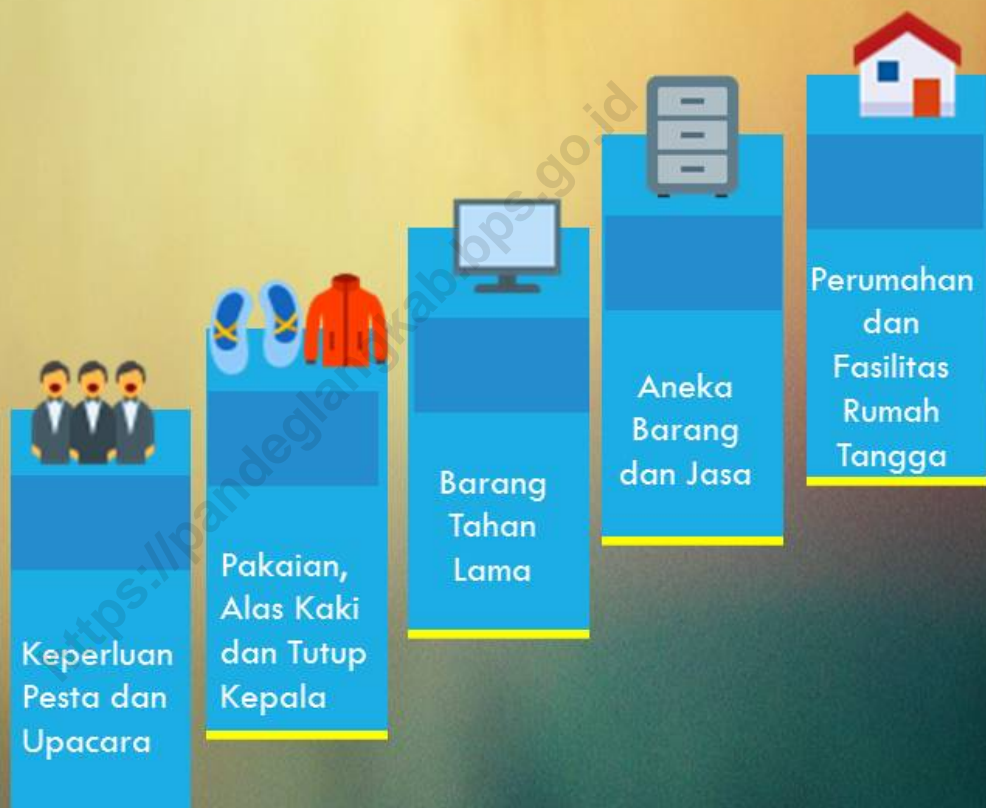 Keperluan
Pesta dan
Upacara
Pakaian,
Alas Kaki
dan Tutup
Kepala
Barang
Tahan
Lama
Aneka
Barang
dan Jasa
Perumahan
dan
Fasilitas
Rumah
Tangga
https://pandeglangkab.bps.go.id